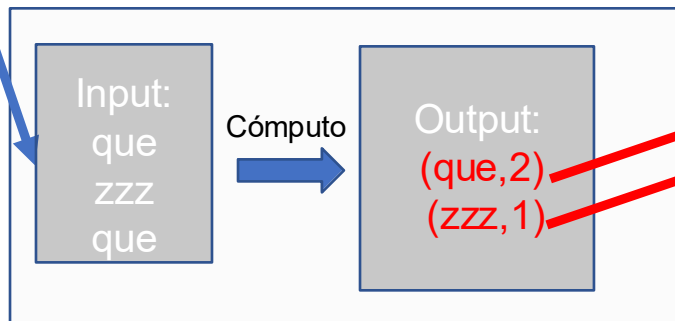 Input:
que
zzz
que
Cómputo
Output:
(que,2)
(zzz,1)